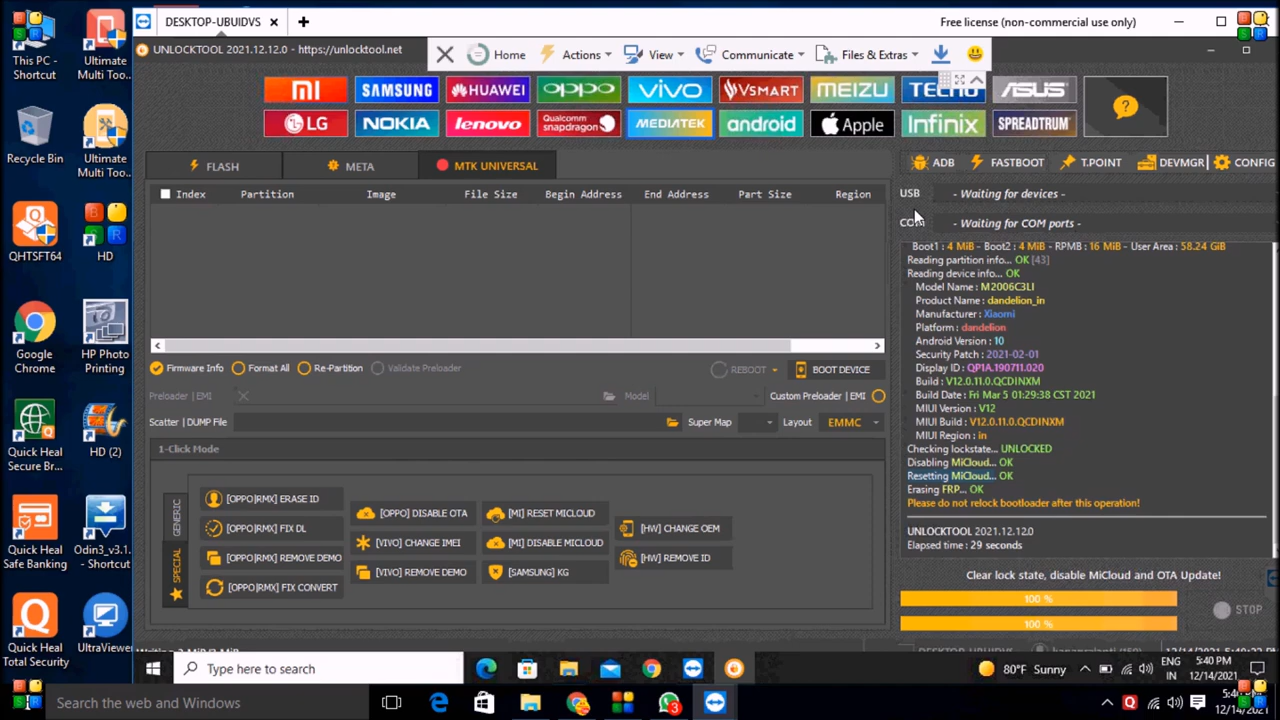 This PC - Shortcut
Ultimate Multi Too...
Recycle Bin
Ultimate Multi Too...
QHTSFT64
HD
Google Chrome
HP Photo Printing
Quick Heal Secure Br...
HD (2)
Quick Heal Safe Banking
Odin3_v3.1... - Shortcut
Quick Heal Total Security
UltraViewer
DESKTOP-UBUIDVS
Free license (non-commercial use only)
UNLOCKTOOL 2021.12.12.0 - https://unlocktool.net
Home Actions View Communicate Files & Extras
MI SAMSUNG HUAWEI OPPO VIVO VSMART MEIZU TECNO ASUS
LG NOKIA lenovo Qualcomm snapdragon MEDIATEK android Apple Infinix SPREADTRUM
FLASH META MTK UNIVERSAL
ADB FASTBOOT T.POINT DEVMGR CONFIG
Index Partition Image File Size Begin Address End Address Part Size Region
USB - Waiting for devices -
COM - Waiting for COM ports -
Boot1 : 4 MiB - Boot2 : 4 MiB - RPMB : 16 MiB - User Area : 58.24 GiB
Reading partition info... OK [43]
Reading device info... OK
Model Name : M2006C3LI
Product Name : dandelion_in
Manufacturer : Xiaomi
Platform : dandelion
Android Version : 10
Security Patch : 2021-02-01
Display ID : QP1A.190711.020
Build : V12.0.11.0.QCDINXM
Build Date : Fri Mar 5 01:29:38 CST 2021
MIUI Version : V12
MIUI Build : V12.0.11.0.QCDINXM
MIUI Region : in
Checking lockstate... UNLOCKED
Disabling MiCloud... OK
Resetting MiCloud... OK
Erasing FRP... OK
Please do not relock bootloader after this operation!
UNLOCKTOOL 2021.12.12.0
Elapsed time : 29 seconds
Firmware Info Format All Re-Partition Validate Preloader REBOOT BOOT DEVICE
Preloader | EMI Model Custom Preloader | EMI
Scatter | DUMP File Super Map Layout EMMC
1-Click Mode
GENERIC
SPECIAL
[OPPO|RMX] ERASE ID
[OPPO|RMX] FIX DL
[OPPO|RMX] REMOVE DEMO
[OPPO|RMX] FIX CONVERT
[OPPO] DISABLE OTA
[VIVO] CHANGE IMEI
[VIVO] REMOVE DEMO
[MI] RESET MICLOUD
[MI] DISABLE MICLOUD
[SAMSUNG] KG
[HW] CHANGE OEM
[HW] REMOVE ID
Clear lock state, disable MiCloud and OTA Update!
100 %
100 %
STOP
Type here to search
80°F Sunny
ENG IN
5:40 PM
12/14/2021
Search the web and Windows
3
12/14/2021